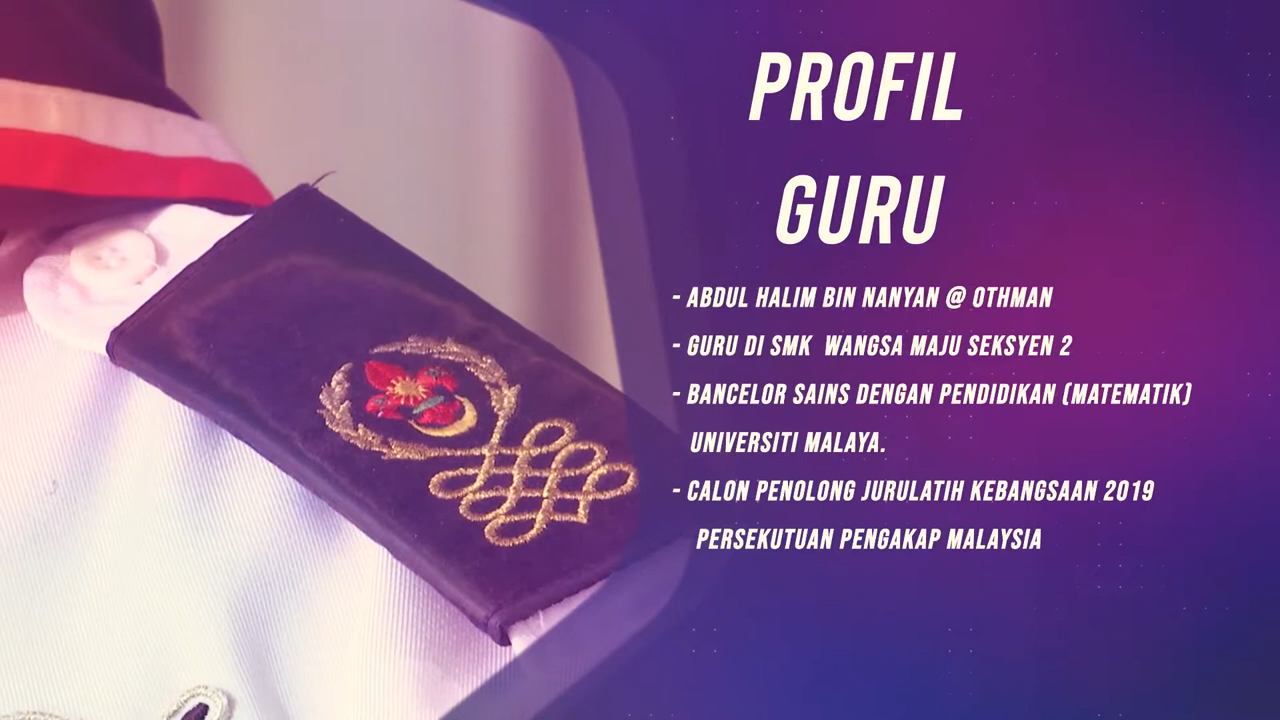 PROFIL
GURU
- ABDUL HALIM BIN NANYAN @ OTHMAN
- GURU DI SMK  WANGSA MAJU SEKSYEN 2
- BANCELOR SAINS DENGAN PENDIDIKAN (MATEMATIK)
UNIVERSITI MALAYA.
- CALON PENOLONG JURULATIH KEBANGSAAN 2019
PERSEKUTUAN PENGAKAP MALAYSIA